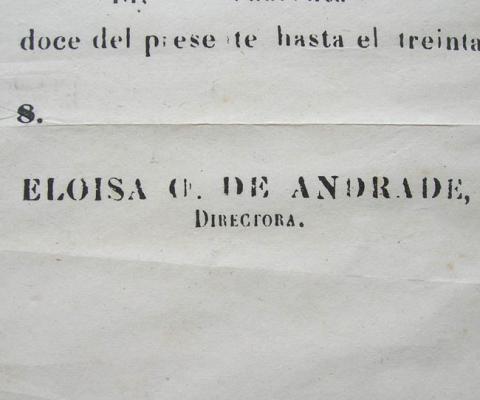 doce del presente hasta el treinta
8.
ELOISA G. DE ANDRADE,
DIRECTORA.